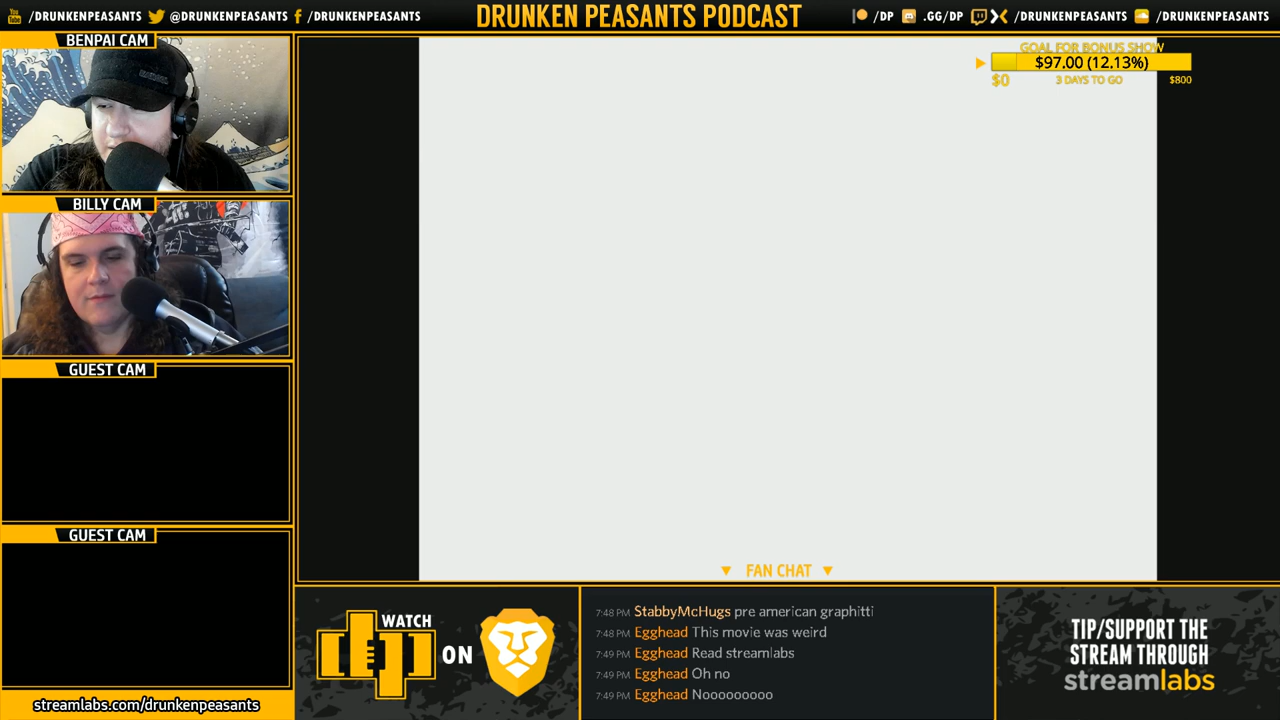 You
Tube
/DRUNKENPEASANTS
@DRUNKENPEASANTS
/DRUNKENPEASANTS
DRUNKEN PEASANTS PODCAST
/DP
.GG/DP
/DRUNKENPEASANTS
/DRUNKENPEASANTS
BENPAI CAM
GOAL FOR BONUS SHOW
$97.00 (12.13%)
$0
3 DAYS TO GO
$800
BILLY CAM
GUEST CAM
GUEST CAM
▼ FAN CHAT ▼
WATCH
ON
7:48 PM StabbyMcHugs pre american graphitti
7:48 PM Egghead This movie was weird
7:49 PM Egghead Read streamlabs
7:49 PM Egghead Oh no
7:49 PM Egghead Nooooooooo
TIP/SUPPORT THE
STREAM THROUGH
streamlabs
streamlabs.com/drunkenpeasants